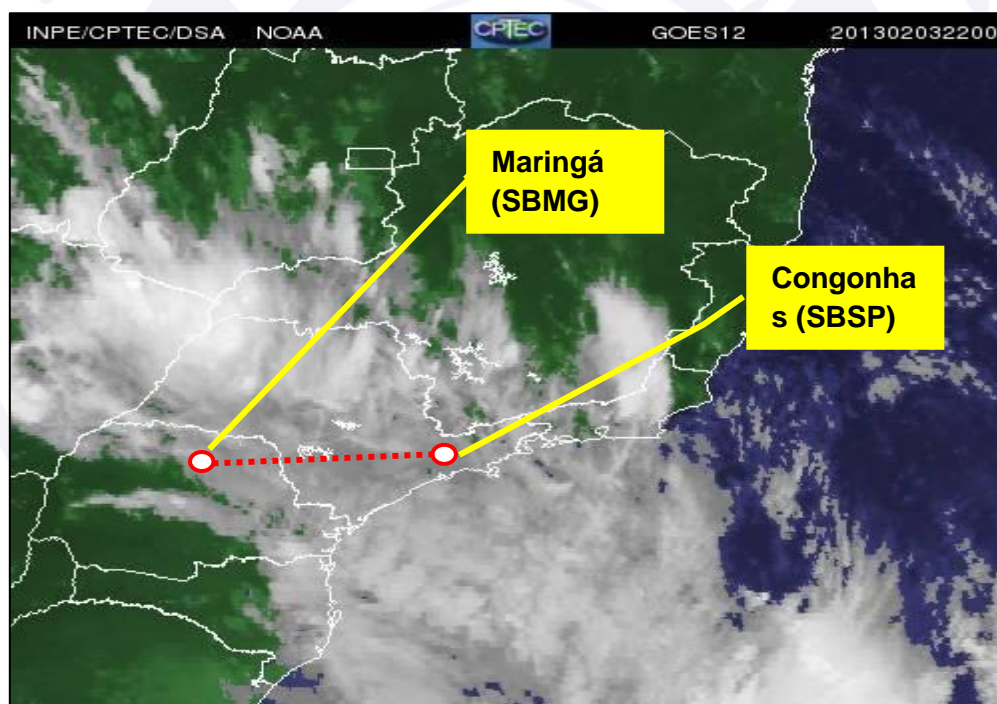 INPE/CPTEC/DSA NOAA CPTEC GOES12 201302032200
Maringá
(SBMG)
Congonha
s (SBSP)